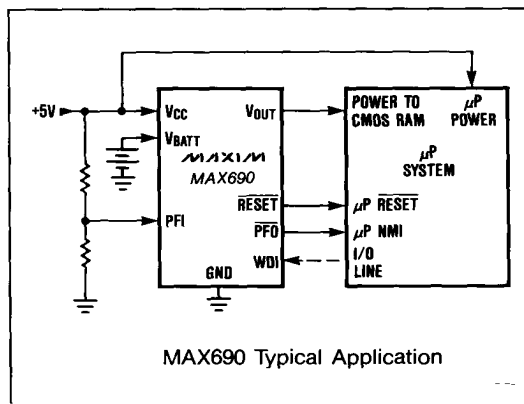 +5V
VCC
VBATT
PFI
VOUT
MAXIM
MAX690
RESET
PFO
WDI
GND
POWER TO
CMOS RAM
μP
POWER
μP
SYSTEM
μP RESET
μP NMI
I/O
LINE
MAX690 Typical Application